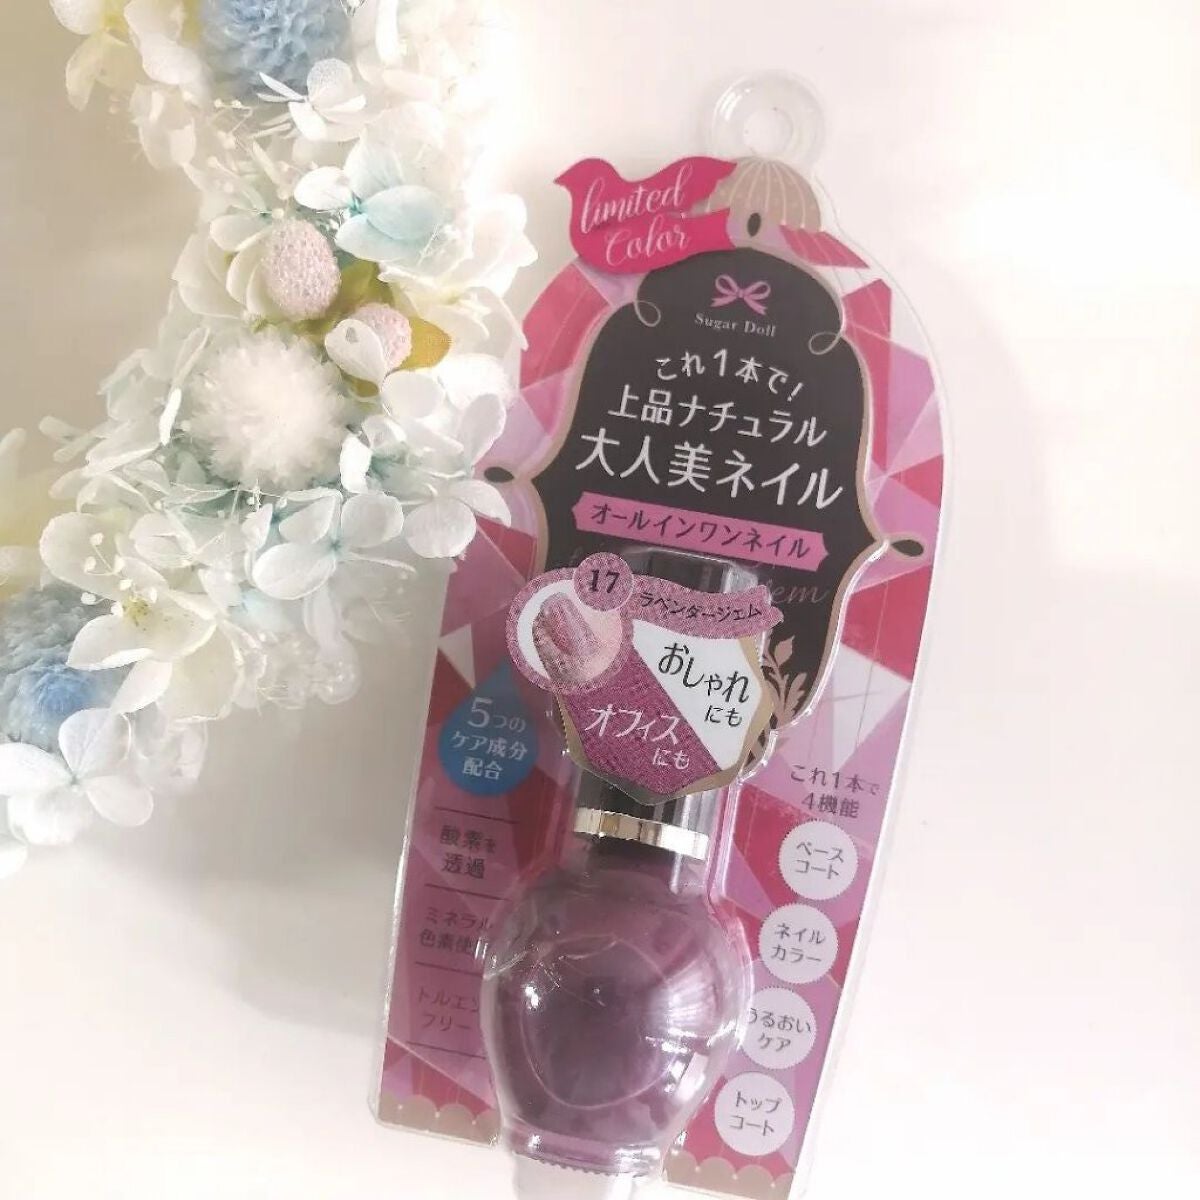 limited
Color
Sugar Doll
これ1本で!
上品ナチュラル
大人美ネイル
オールインワンネイル
17
ラベンダージェム
おしゃれ
にも
オフィス
にも
5つの
ケア成分
配合
酸素を
透過
ミネラル
色素使
トルエン
フリー
これ1本で
4機能
ベース
コート
ネイル
カラー
うるおい
ケア
トップ
コート